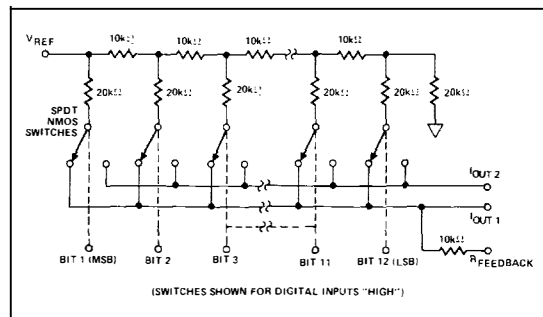 VREF
10kΩ 10kΩ 10kΩ 10kΩ
20kΩ 20kΩ 20kΩ 20kΩ 20kΩ 20kΩ
SPDT
NMOS
SWITCHES
IOUT 2
IOUT 1
10kΩ
RFEEDBACK
BIT 1 (MSB) BIT 2 BIT 3 BIT 11 BIT 12 (LSB)
(SWITCHES SHOWN FOR DIGITAL INPUTS "HIGH")